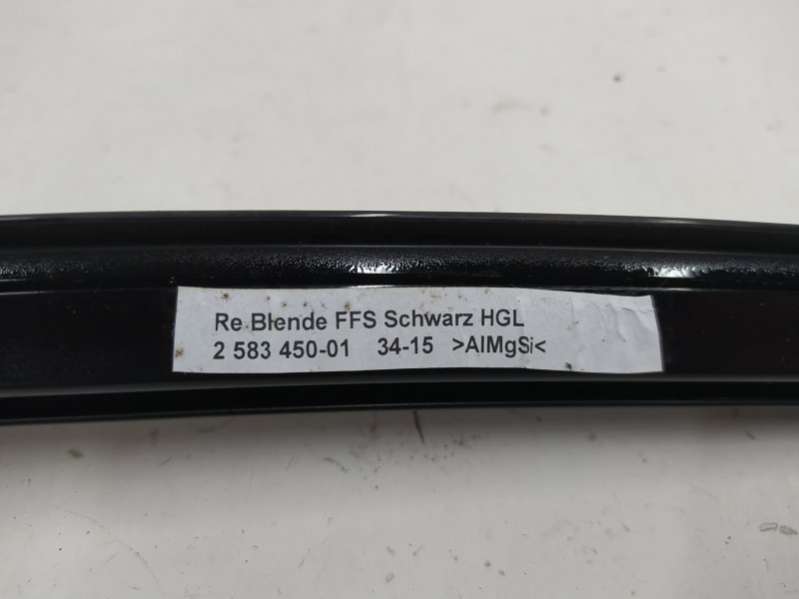 Re Blende FFS Schwarz HGL
2 583 450-01 34-15 >AlMgSi<